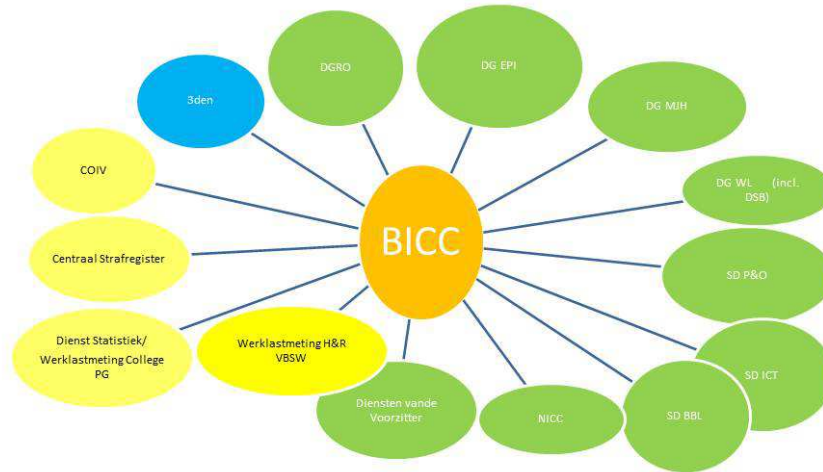 DGRO
DG EPI
3den
DG MJH
COIV
DG WL (incl.
DSB)
BICC
Centraal Strafregister
SD P&O
Dienst Statistiek/
Werklastmeting College
PG
Werklastmeting H&R
VBSW
SD ICT
Diensten vande
Voorzitter
NICC
SD BBL